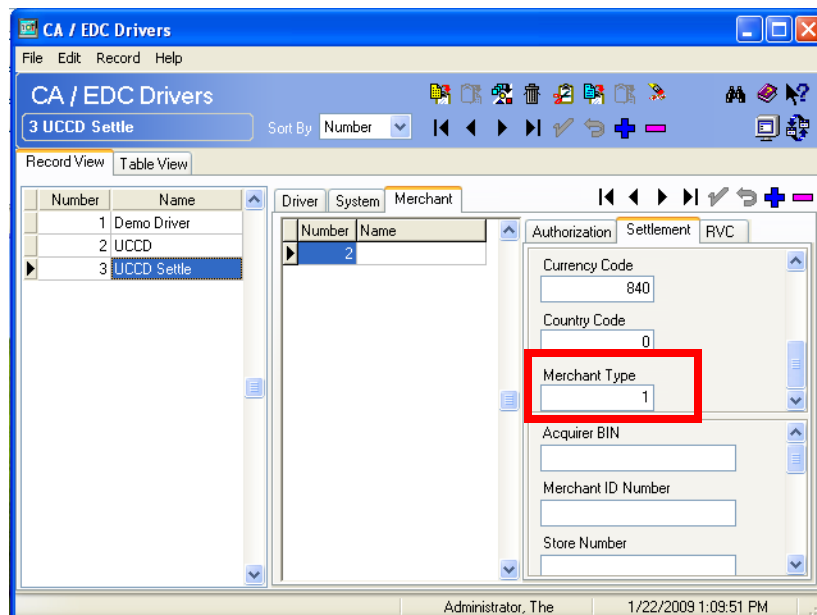 CA / EDC Drivers
File Edit Record Help
CA / EDC Drivers
3 UCCD Settle
Sort By Number
Record View Table View
Number Name
1 Demo Driver
2 UCCD
3 UCCD Settle
Driver System Merchant
Number Name
2
Authorization Settlement RVC
Currency Code
840
Country Code
0
Merchant Type
1
Acquirer BIN
Merchant ID Number
Store Number
Administrator, The 1/22/2009 1:09:51 PM